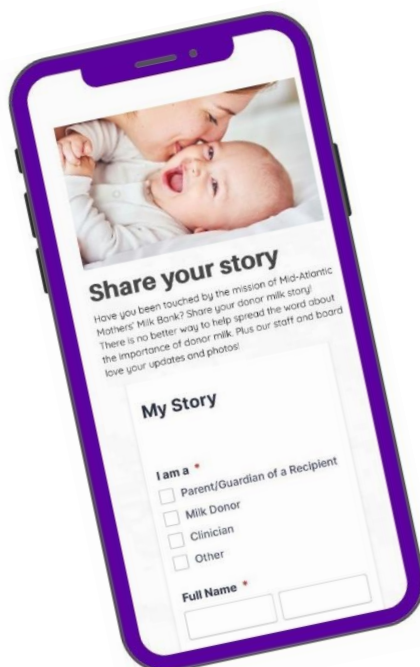 Share your story
Have you been touched by the mission of Mid-Atlantic
Mothers' Milk Bank? Share your donor milk story!
There is no better way to help spread the word about
the importance of donor milk. Plus our staff and board
love your updates and photos!
My Story
I am a *
Parent/Guardian of a Recipient
Milk Donor
Clinician
Other
Full Name *